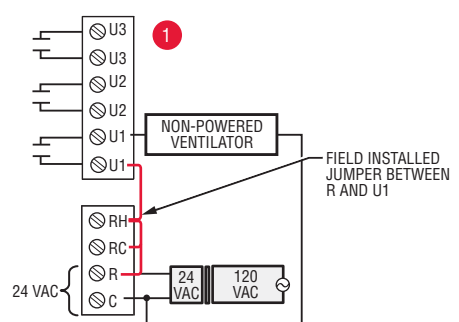 U3
1
U3
U2
U2
U1
NON-POWERED
VENTILATOR
U1
FIELD INSTALLED
JUMPER BETWEEN
R AND U1
RH
RC
R
24
VAC
120
VAC
24 VAC
C